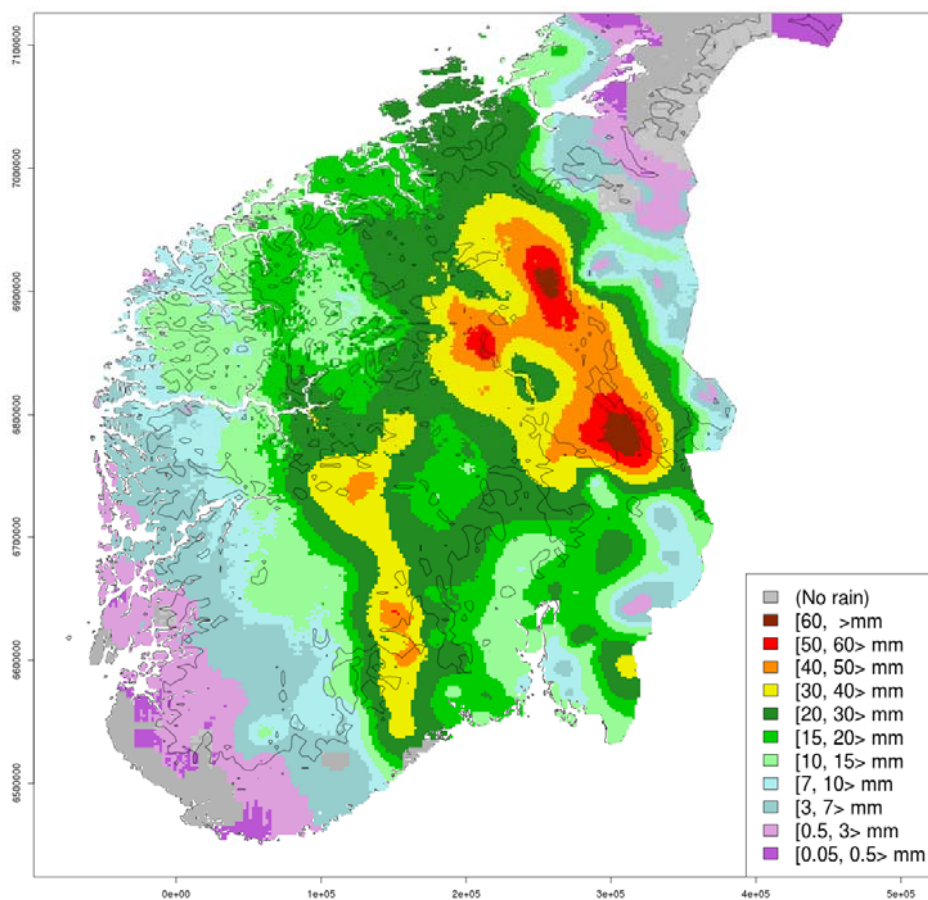 7100000
7000000
6900000
6800000
6700000
6600000
6500000
(No rain)
[60, >mm
[50, 60> mm
[40, 50> mm
[30, 40> mm
[20, 30> mm
[15, 20> mm
[10, 15> mm
[7, 10> mm
[3, 7> mm
[0.5, 3> mm
[0.05, 0.5> mm
0e+00 1e+05 2e+05 3e+05 4e+05 5e+05